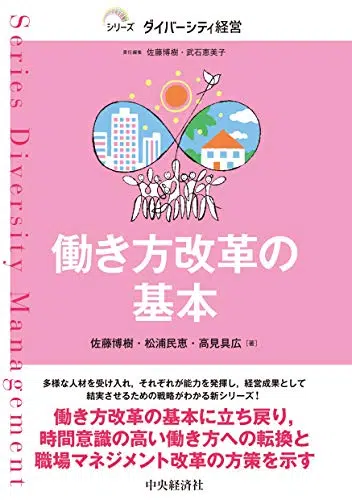 シリーズ ダイバーシティ経営
責任編集 佐藤博樹・武石恵美子
Series Diversity Management
働き方改革の
基本
佐藤博樹・松浦民恵・高見具広[著]
多様な人材を受け入れ，それぞれが能力を発揮し，経営成果として
結実させるための戦略がわかる新シリーズ！
働き方改革の基本に立ち戻り，
時間意識の高い働き方への転換と
職場マネジメント改革の方策を示す
中央経済社